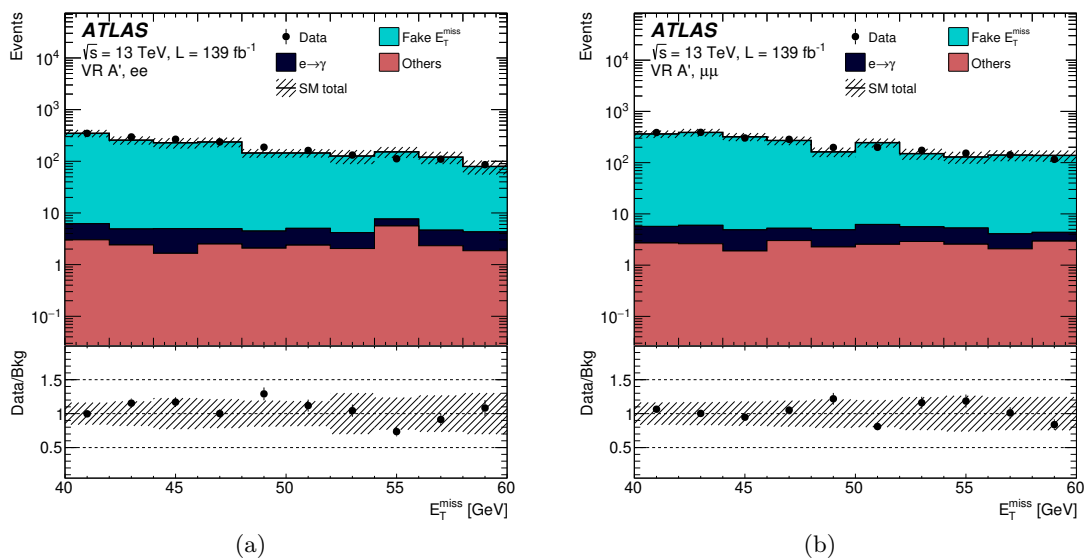 Events
ATLAS
√s = 13 TeV, L = 139 fb⁻¹
VR A', ee
Data
Fake E_T^miss
e→γ
Others
SM total
10⁴
10³
10²
10
1
10⁻¹
Data/Bkg
1.5
1
0.5
40 45 50 55 60
E_T^miss [GeV]
(a)
Events
ATLAS
√s = 13 TeV, L = 139 fb⁻¹
VR A', μμ
Data
Fake E_T^miss
e→γ
Others
SM total
10⁴
10³
10²
10
1
10⁻¹
Data/Bkg
1.5
1
0.5
40 45 50 55 60
E_T^miss [GeV]
(b)